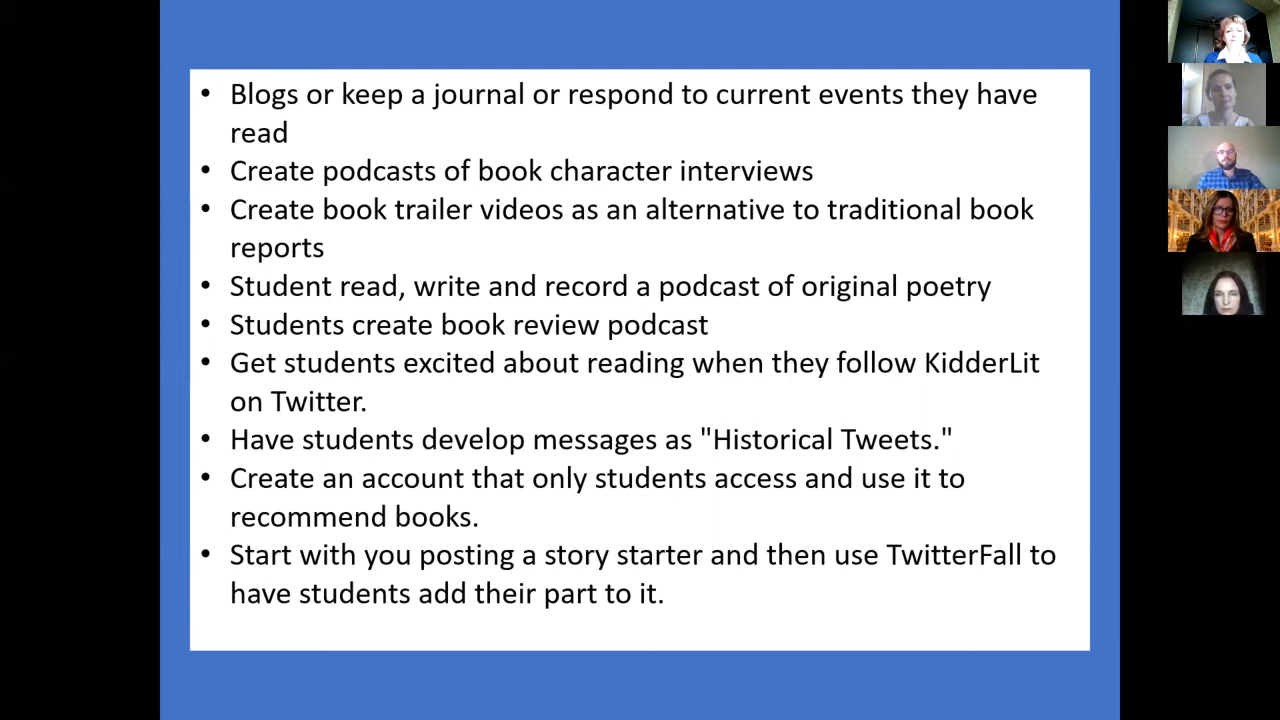 • Blogs or keep a journal or respond to current events they have
read
• Create podcasts of book character interviews
• Create book trailer videos as an alternative to traditional book
reports
• Student read, write and record a podcast of original poetry
• Students create book review podcast
• Get students excited about reading when they follow KidderLit
on Twitter.
• Have students develop messages as "Historical Tweets."
• Create an account that only students access and use it to
recommend books.
• Start with you posting a story starter and then use TwitterFall to
have students add their part to it.